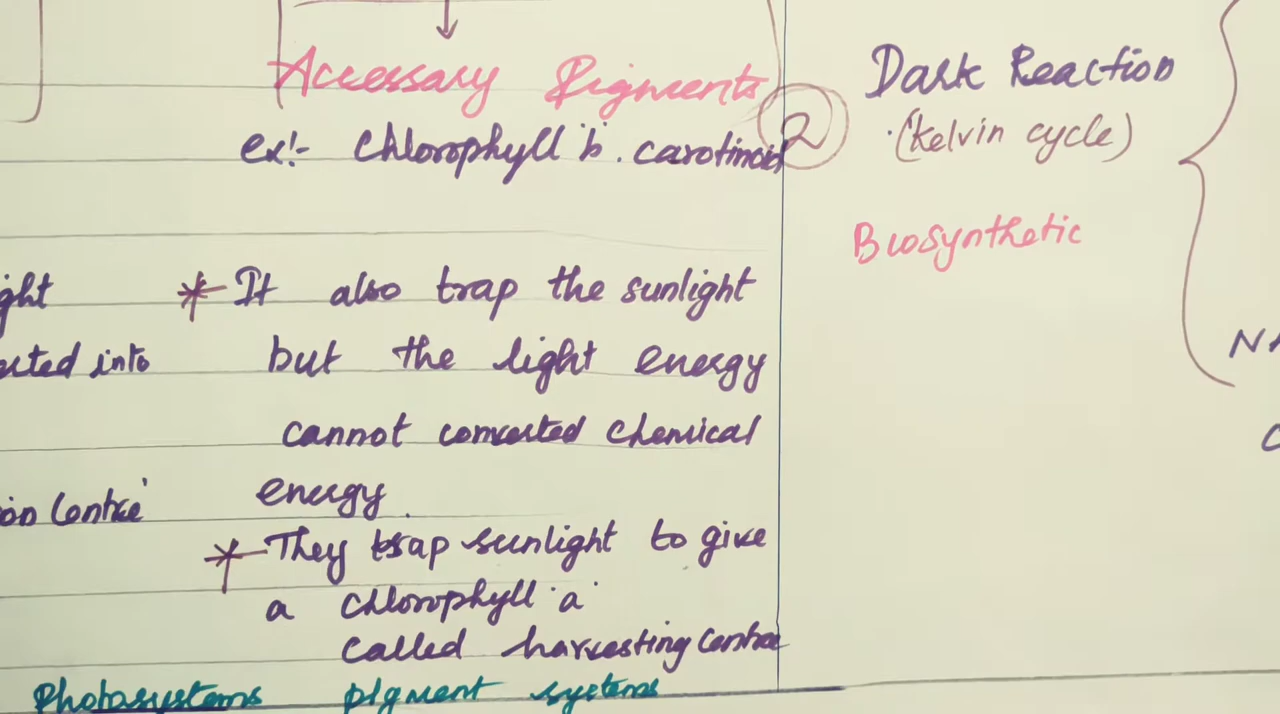 Accessary Pigments
ex:- Chlorophyll 'b'. carotinoid
* It also trap the sunlight
but the light energy
cannot converted chemical
energy.
* They trap sunlight to give
a chlorophyll 'a'
called harvesting centre
ght
cted into
ion Centre'
Photosystems pigment systems
2
Dark Reaction
(Kelvin cycle)
Biosynthetic
NA
C